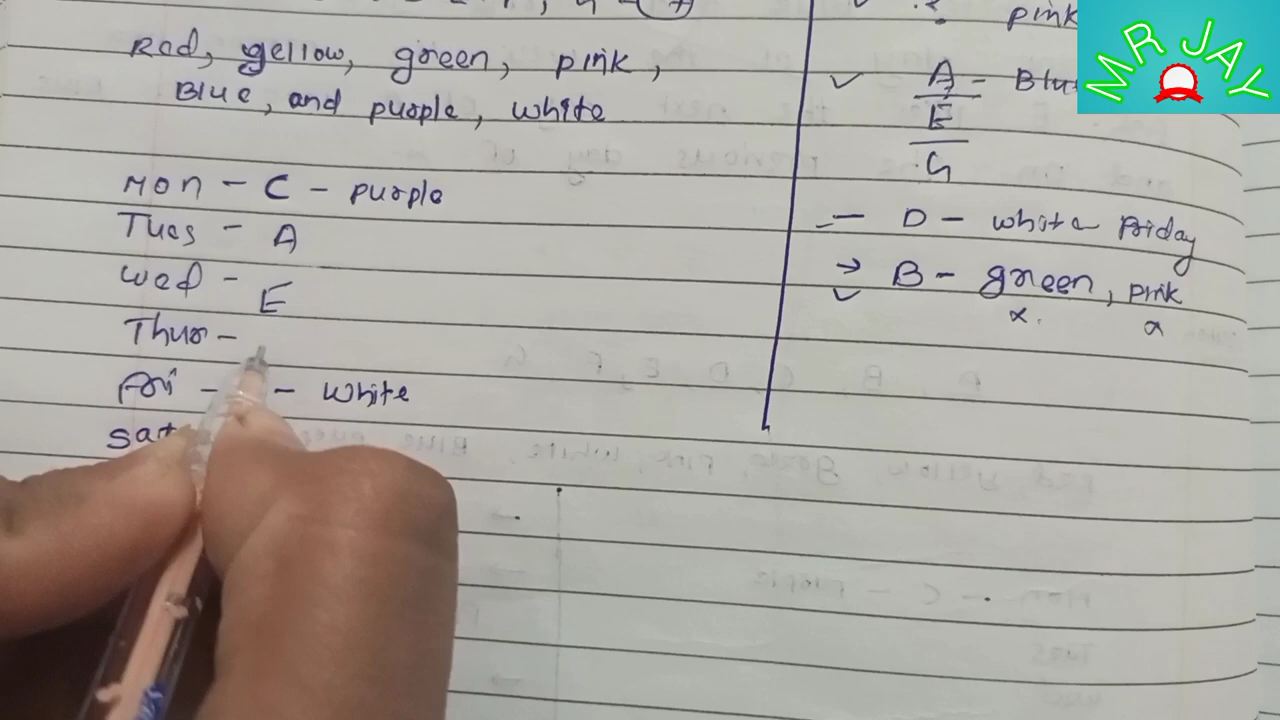 Red, yellow, green, pink,
Blue, and purple, white
Mon - C - purple
Tues - A
Wed - E
Thur -
Fri - - white
Sat
pink
A - Blue
E
G
- D - white Friday
→ B - green, pink
MR JAY